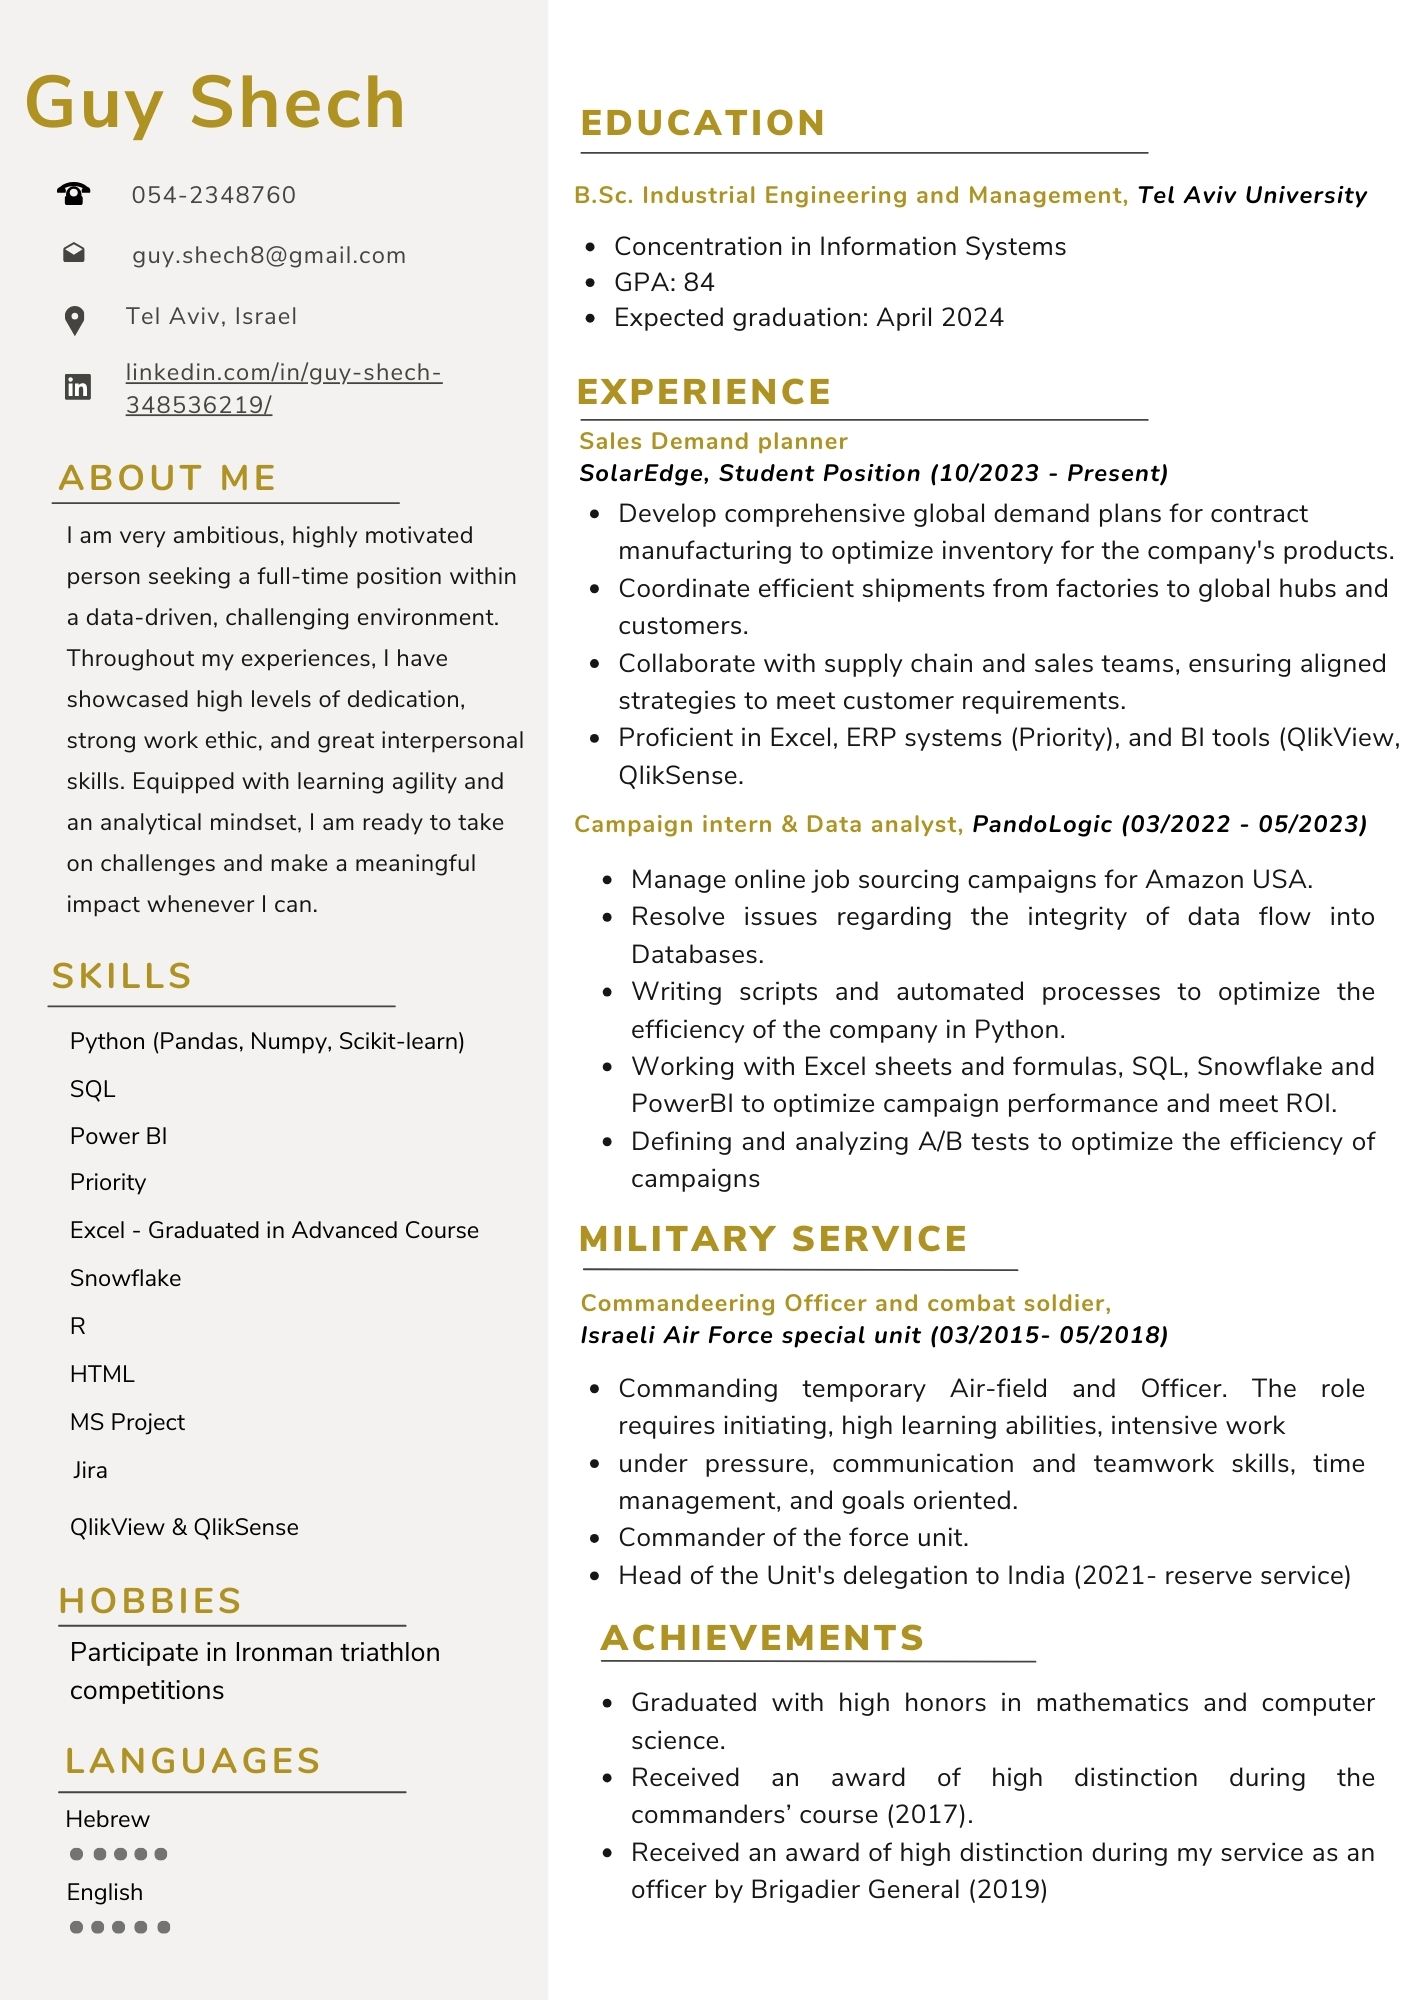 Guy Shech
054-2348760
guy.shech8@gmail.com
Tel Aviv, Israel
linkedin.com/in/guy-shech-
348536219/
ABOUT ME
I am very ambitious, highly motivated
person seeking a full-time position within
a data-driven, challenging environment.
Throughout my experiences, I have
showcased high levels of dedication,
strong work ethic, and great interpersonal
skills. Equipped with learning agility and
an analytical mindset, I am ready to take
on challenges and make a meaningful
impact whenever I can.
SKILLS
Python (Pandas, Numpy, Scikit-learn)
SQL
Power BI
Priority
Excel - Graduated in Advanced Course
Snowflake
R
HTML
MS Project
Jira
QlikView & QlikSense
HOBBIES
Participate in Ironman triathlon
competitions
LANGUAGES
Hebrew
English
EDUCATION
B.Sc. Industrial Engineering and Management, Tel Aviv University
• Concentration in Information Systems
• GPA: 84
• Expected graduation: April 2024
EXPERIENCE
Sales Demand planner
SolarEdge, Student Position (10/2023 - Present)
• Develop comprehensive global demand plans for contract
manufacturing to optimize inventory for the company's products.
• Coordinate efficient shipments from factories to global hubs and
customers.
• Collaborate with supply chain and sales teams, ensuring aligned
strategies to meet customer requirements.
• Proficient in Excel, ERP systems (Priority), and BI tools (QlikView,
QlikSense.
Campaign intern & Data analyst, PandoLogic (03/2022 - 05/2023)
• Manage online job sourcing campaigns for Amazon USA.
• Resolve issues regarding the integrity of data flow into
Databases.
• Writing scripts and automated processes to optimize the
efficiency of the company in Python.
• Working with Excel sheets and formulas, SQL, Snowflake and
PowerBI to optimize campaign performance and meet ROI.
• Defining and analyzing A/B tests to optimize the efficiency of
campaigns
MILITARY SERVICE
Commandeering Officer and combat soldier,
Israeli Air Force special unit (03/2015- 05/2018)
• Commanding temporary Air-field and Officer. The role
requires initiating, high learning abilities, intensive work
• under pressure, communication and teamwork skills, time
management, and goals oriented.
• Commander of the force unit.
• Head of the Unit's delegation to India (2021- reserve service)
ACHIEVEMENTS
• Graduated with high honors in mathematics and computer
science.
• Received an award of high distinction during the
commanders’ course (2017).
• Received an award of high distinction during my service as an
officer by Brigadier General (2019)